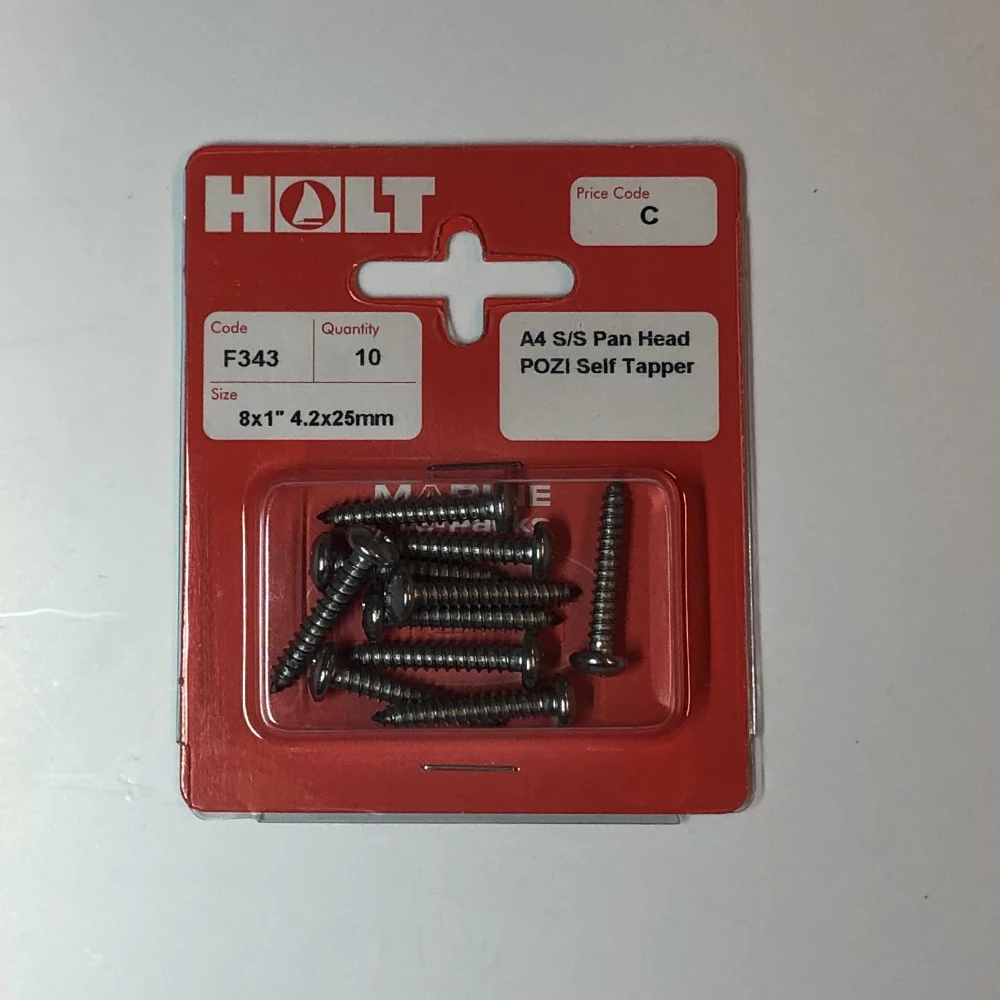 HOLT
Price Code
C
Code
F343
Quantity
10
Size
8x1" 4.2x25mm
A4 S/S Pan Head
POZI Self Tapper